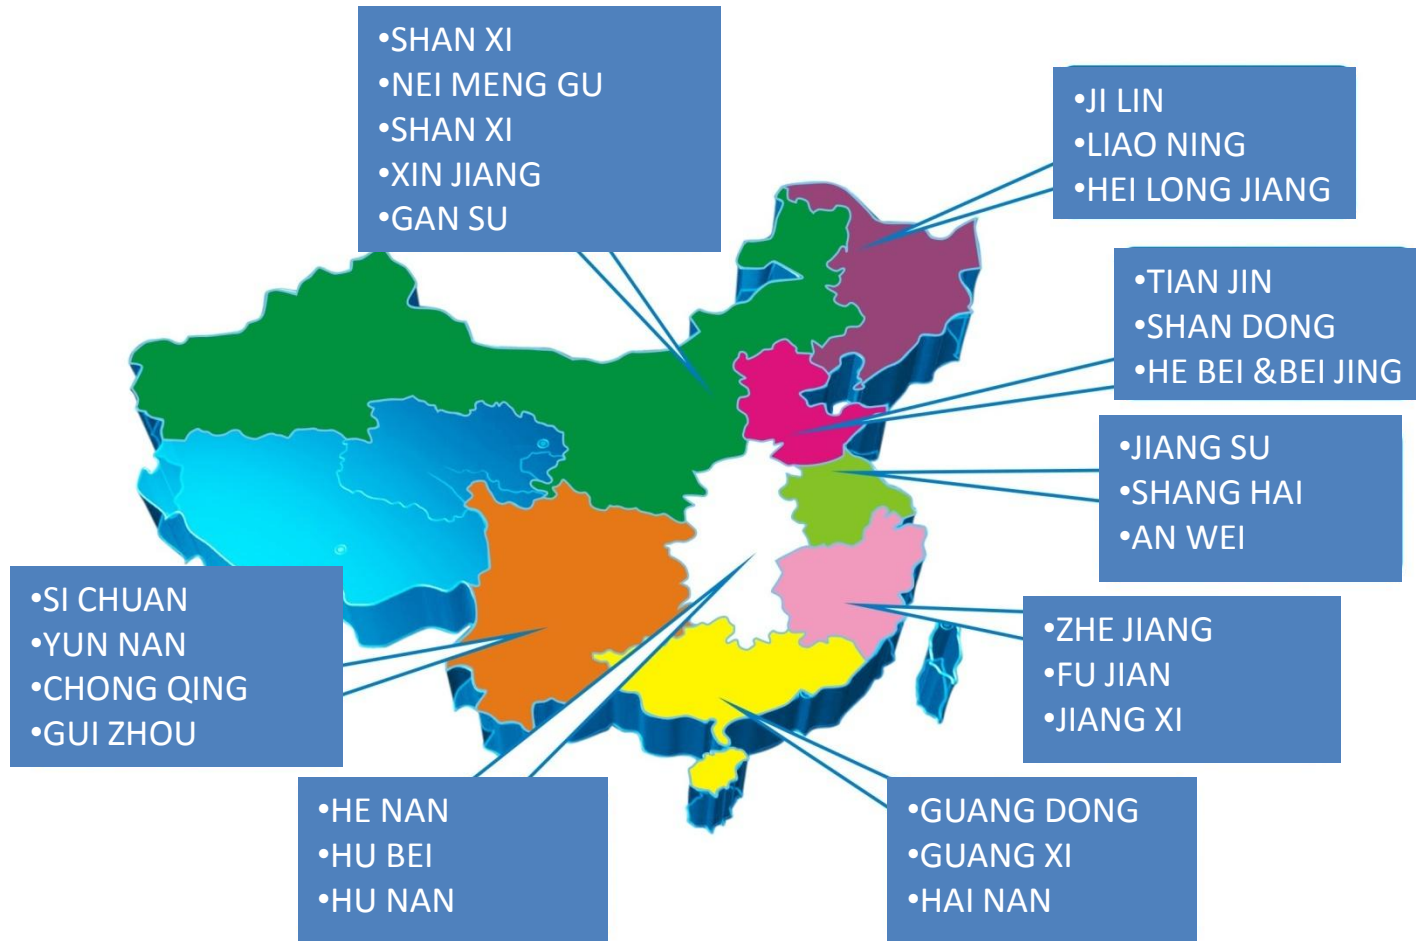 •SHAN XI
•NEI MENG GU
•SHAN XI
•XIN JIANG
•GAN SU
•JI LIN
•LIAO NING
•HEI LONG JIANG
•TIAN JIN
•SHAN DONG
•HE BEI &BEI JING
•JIANG SU
•SHANG HAI
•AN WEI
•SI CHUAN
•YUN NAN
•CHONG QING
•GUI ZHOU
•ZHE JIANG
•FU JIAN
•JIANG XI
•HE NAN
•HU BEI
•HU NAN
•GUANG DONG
•GUANG XI
•HAI NAN